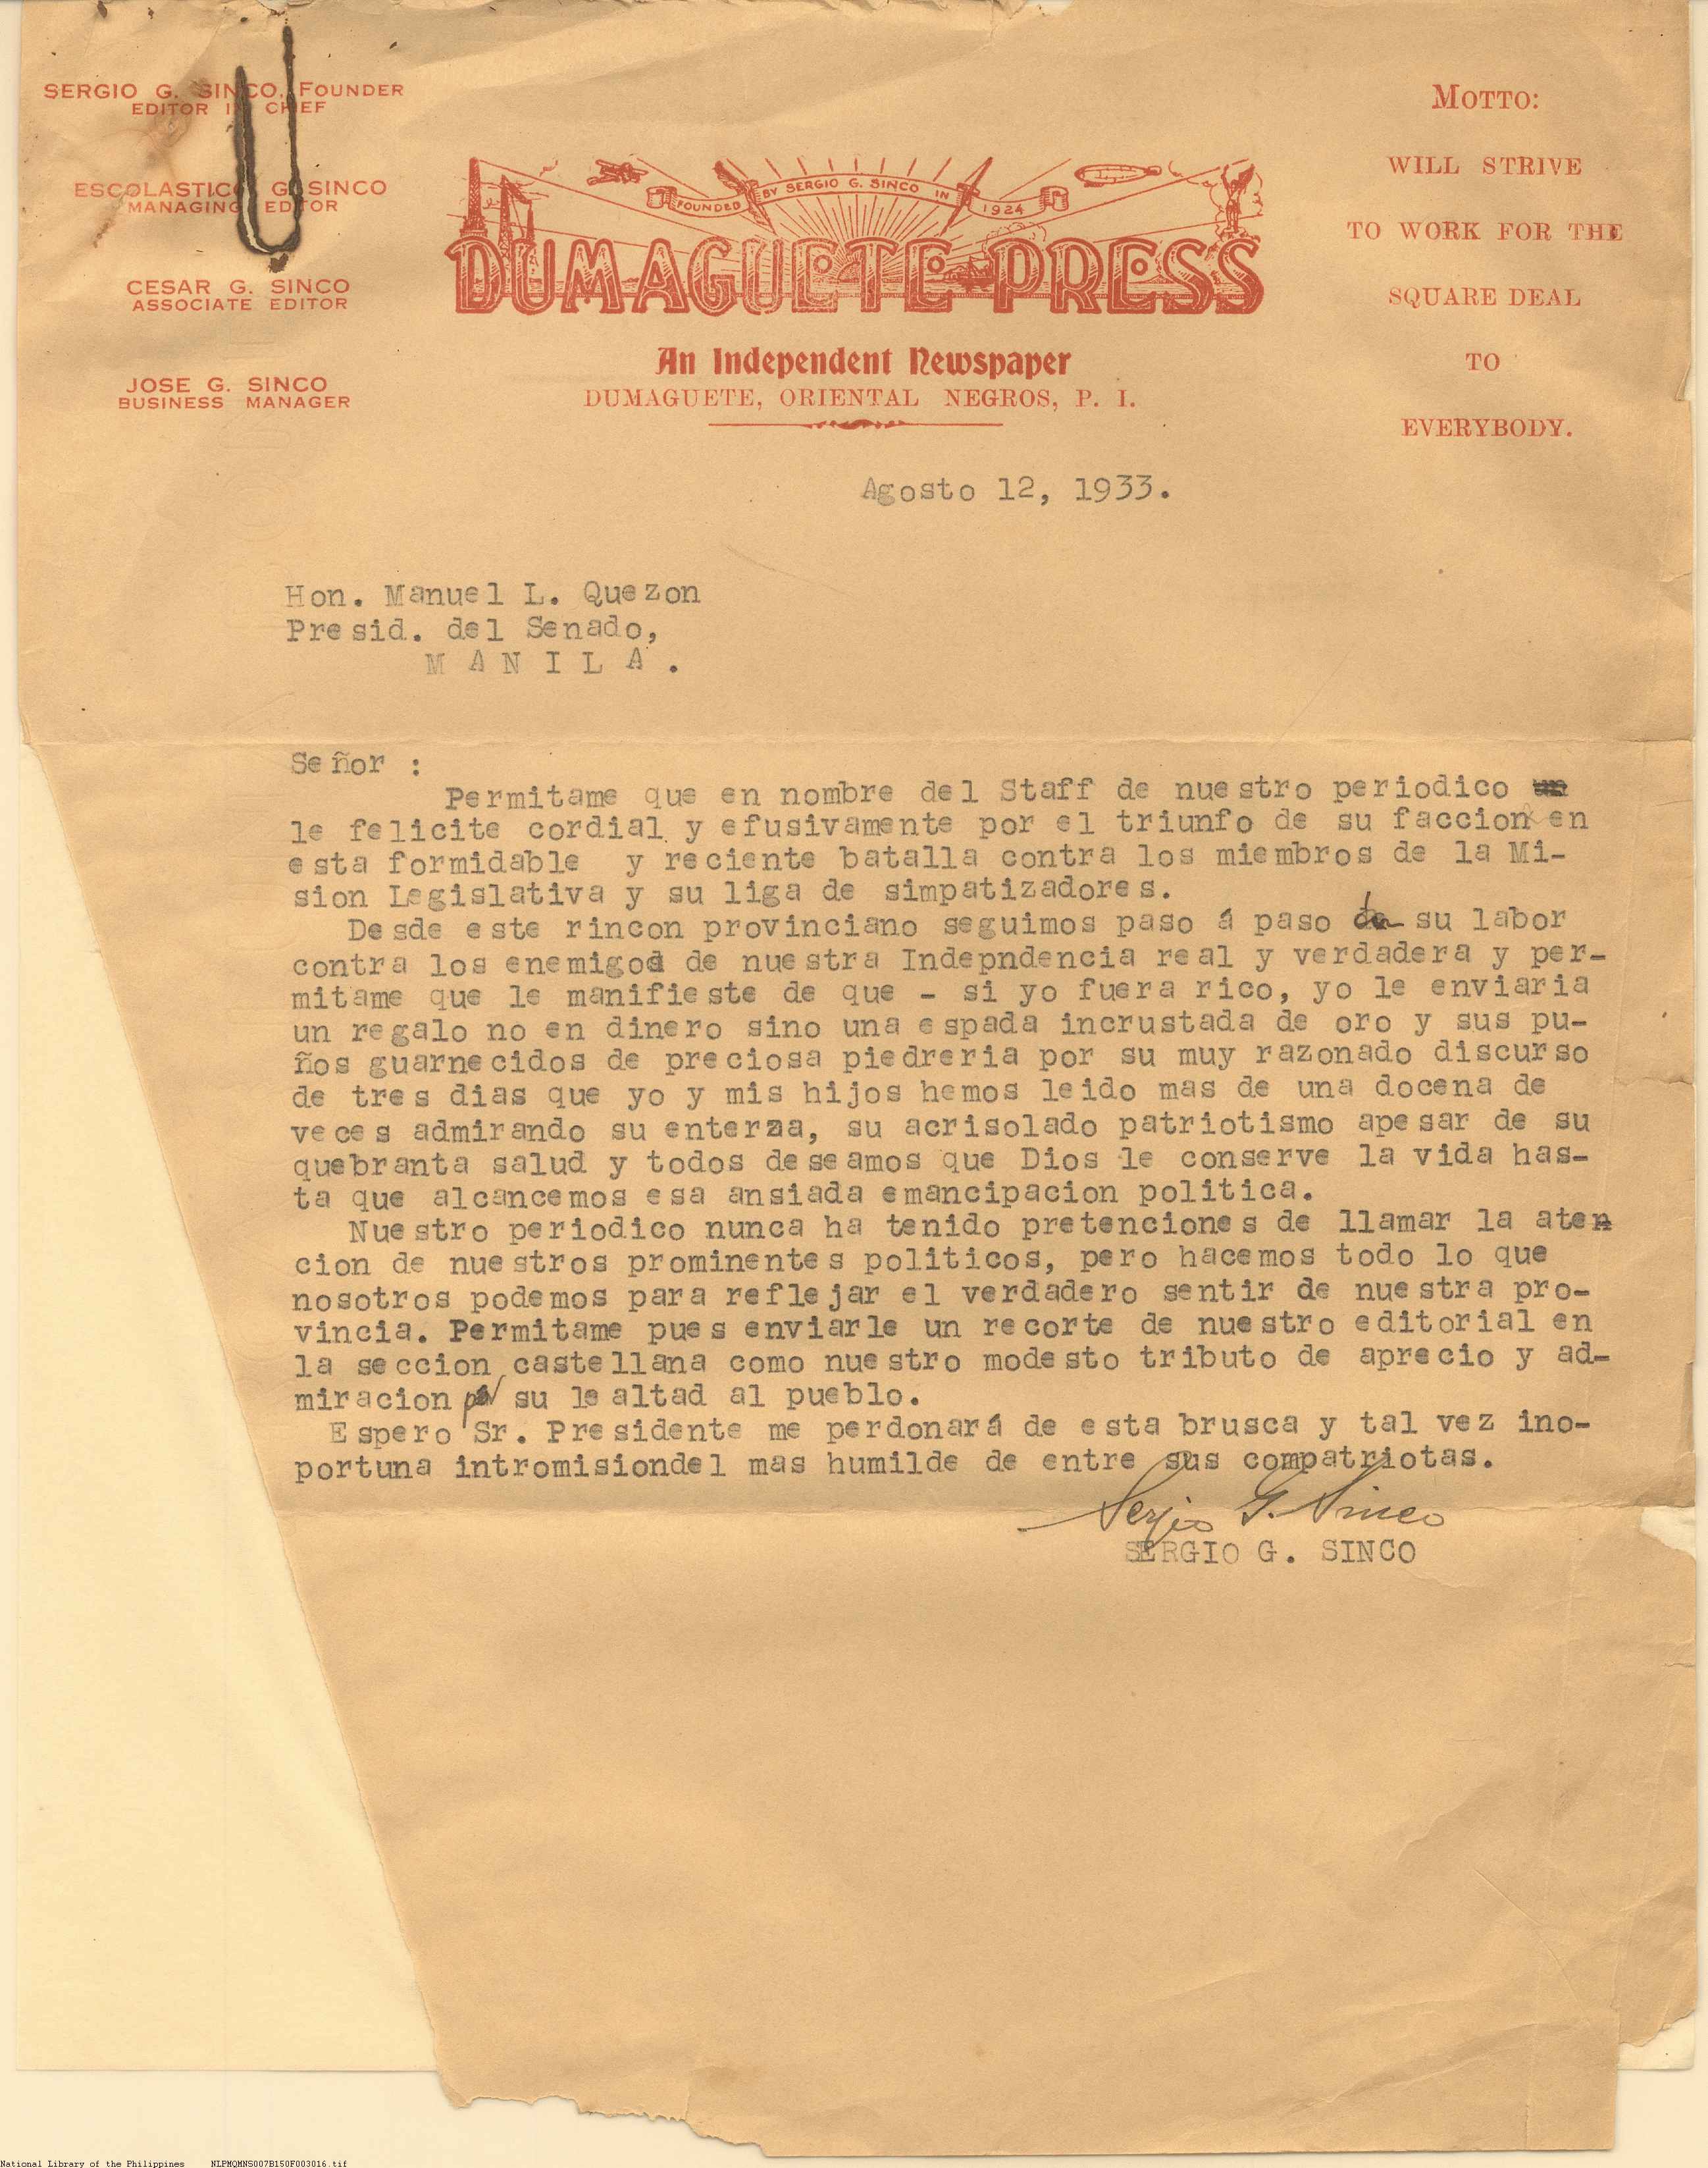 SERGIO G. SINCO, FOUNDER
EDITOR IN CHIEF
ESCOLASTICO G. SINCO
MANAGING EDITOR
CESAR G. SINCO
ASSOCIATE EDITOR
JOSE G. SINCO
BUSINESS MANAGER
FOUNDED BY SERGIO G. SINCO IN 1924
DUMAGUETE PRESS
An Independent Newspaper
DUMAGUETE, ORIENTAL NEGROS, P. I.
MOTTO:
WILL STRIVE
TO WORK FOR THE
SQUARE DEAL
TO
EVERYBODY.
Agosto 12, 1933.
Hon. Manuel L. Quezon
Presid. del Senado,
M A N I L A .
Señor :
Permitame que en nombre del Staff de nuestro periodico
le felicite cordial y efusivamente por el triunfo de su faccion en
esta formidable y reciente batalla contra los miembros de la Mi-
sion Legislativa y su liga de simpatizadores.
Desde este rincon provinciano seguimos paso á paso su labor
contra los enemigos de nuestra Indepndencia real y verdadera y per-
mitame que le manifieste de que - si yo fuera rico, yo le enviaria
un regalo no en dinero sino una espada incrustada de oro y sus pu-
ños guarnecidos de preciosa piedreria por su muy razonado discurso
de tres dias que yo y mis hijos hemos leido mas de una docena de
veces admirando su enterza, su acrisolado patriotismo apesar de su
quebranta salud y todos deseamos que Dios le conserve la vida has-
ta que alcancemos esa ansiada emancipacion politica.
Nuestro periodico nunca ha tenido pretenciones de llamar la aten
cion de nuestros prominentes politicos, pero hacemos todo lo que
nosotros podemos para reflejar el verdadero sentir de nuestra pro-
vincia. Permitame pues enviarle un recorte de nuestro editorial en
la seccion castellana como nuestro modesto tributo de aprecio y ad-
miracion por su lealtad al pueblo.
Espero Sr. Presidente me perdonará de esta brusca y tal vez ino-
portuna intromisiondel mas humilde de entre sus compatriotas.
Sergio G. Sinco
SERGIO G. SINCO
National Library of the Philippines NLPMQMNS007B150F003016.tif